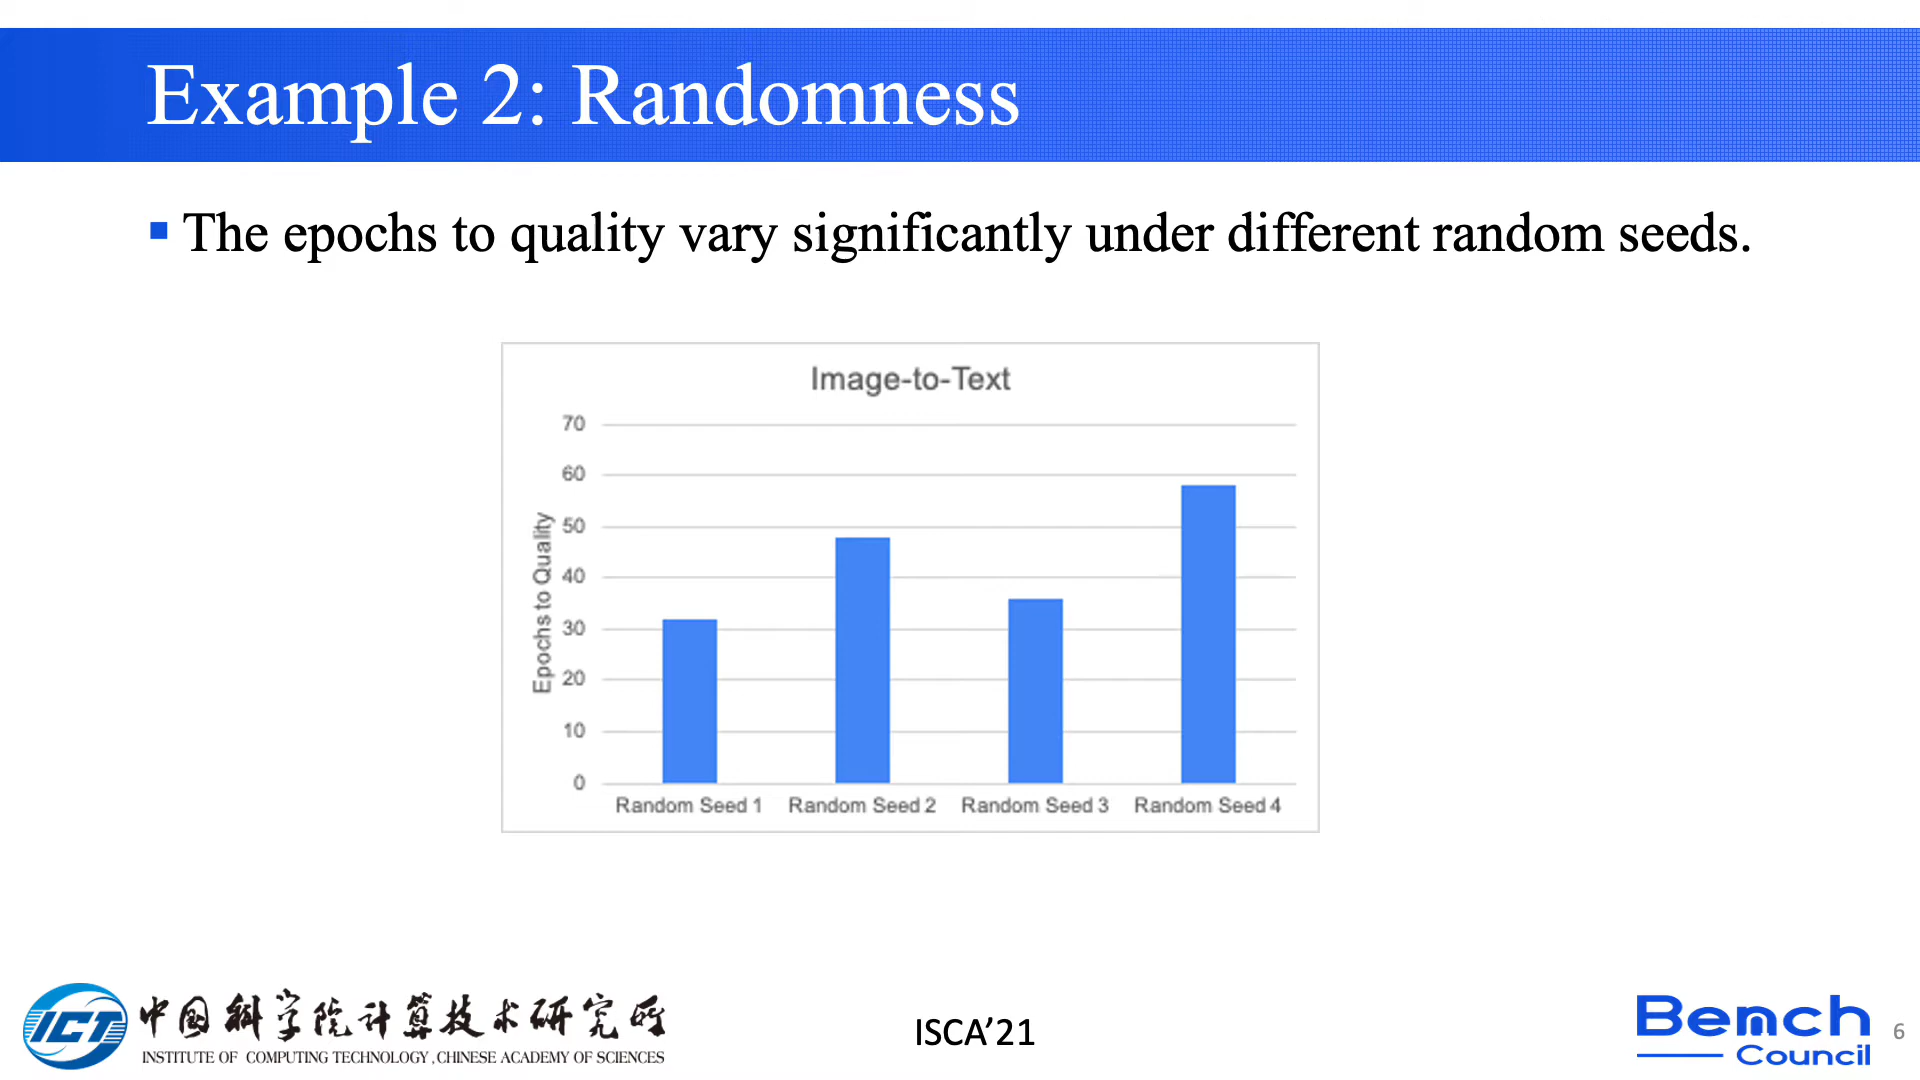 Example 2: Randomness
The epochs to quality vary significantly under different random seeds.
Image-to-Text
Epochs to Quality
70
60
50
40
30
20
10
0
Random Seed 1 Random Seed 2 Random Seed 3 Random Seed 4
ICT
中国科学院计算技术研究所
INSTITUTE OF COMPUTING TECHNOLOGY, CHINESE ACADEMY OF SCIENCES
ISCA’21
Bench
Council
6